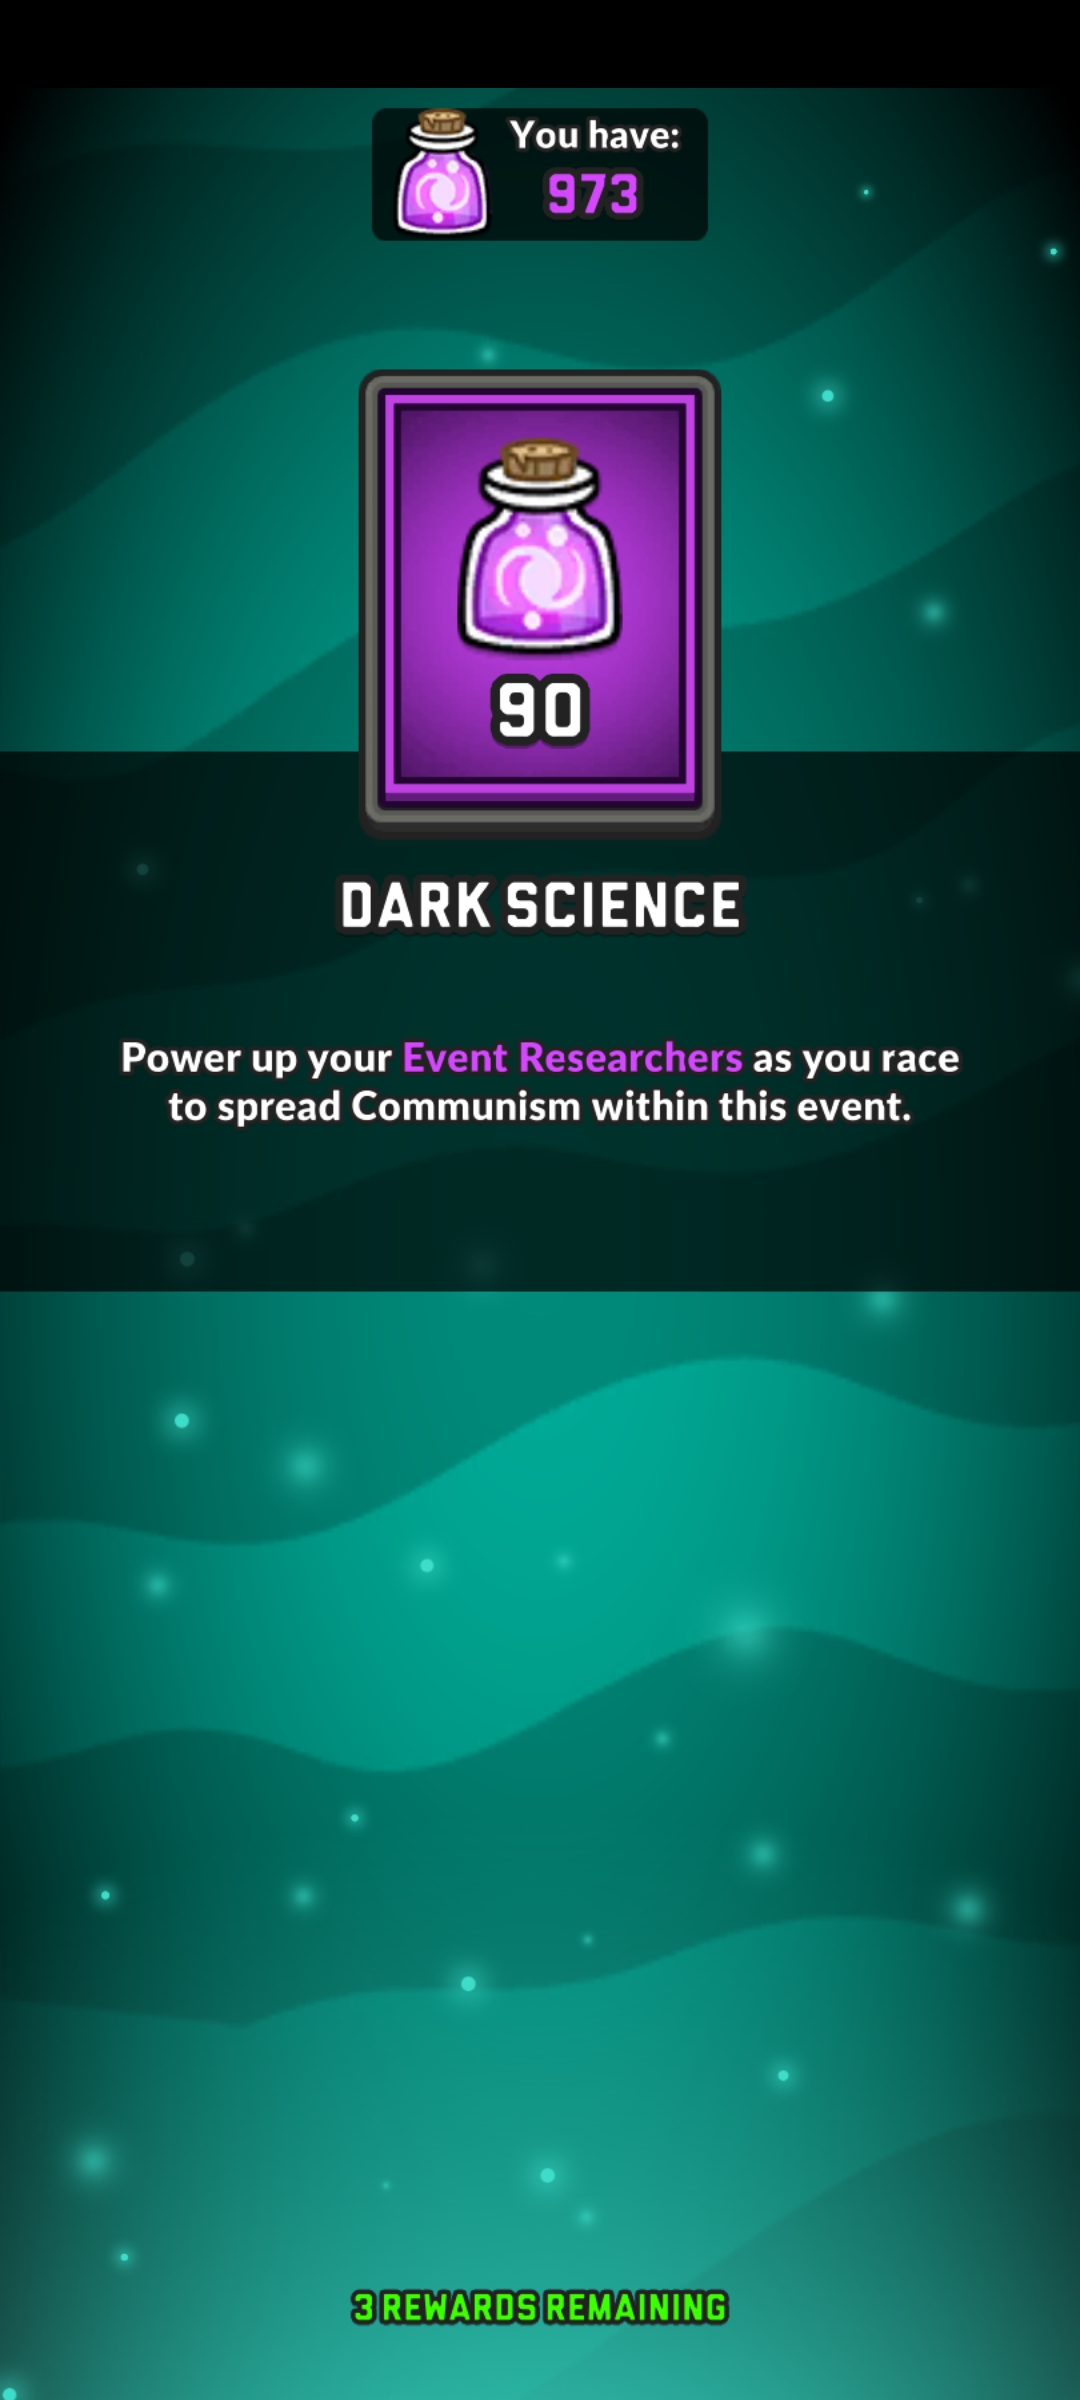 You have:
973
90
DARK SCIENCE
Power up your Event Researchers as you race
to spread Communism within this event.
3 REWARDS REMAINING